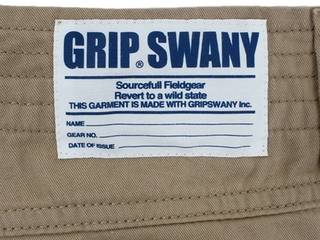 GRIP® SWANY
Sourcefull Fieldgear
Revert to a wild state
THIS GARMENT IS MADE WITH GRIPSWANY Inc.
NAME
GEAR NO.
DATE OF ISSUE